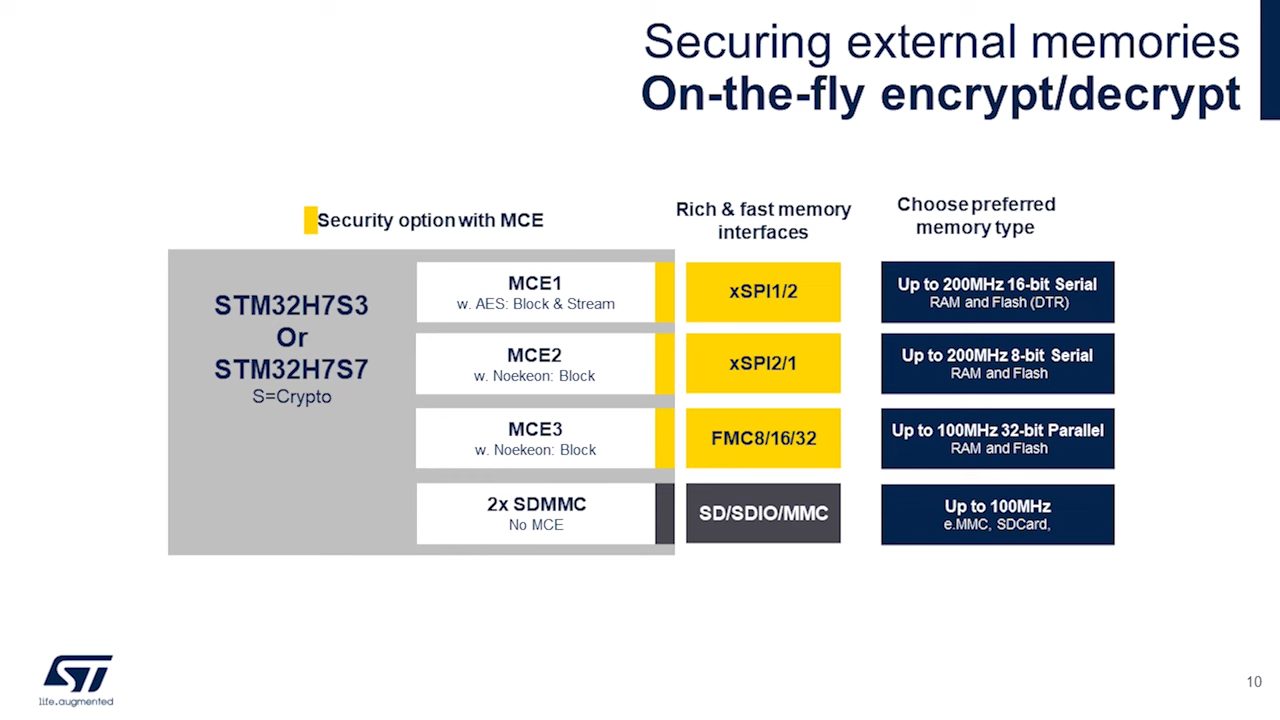 Securing external memories
On-the-fly encrypt/decrypt
Security option with MCE
Rich & fast memory
interfaces
Choose preferred
memory type
STM32H7S3
Or
STM32H7S7
S=Crypto
MCE1
w. AES: Block & Stream
xSPI1/2
Up to 200MHz 16-bit Serial
RAM and Flash (DTR)
MCE2
w. Noekeon: Block
xSPI2/1
Up to 200MHz 8-bit Serial
RAM and Flash
MCE3
w. Noekeon: Block
FMC8/16/32
Up to 100MHz 32-bit Parallel
RAM and Flash
2x SDMMC
No MCE
SD/SDIO/MMC
Up to 100MHz
e.MMC, SDCard,
ST
life.augmented
10